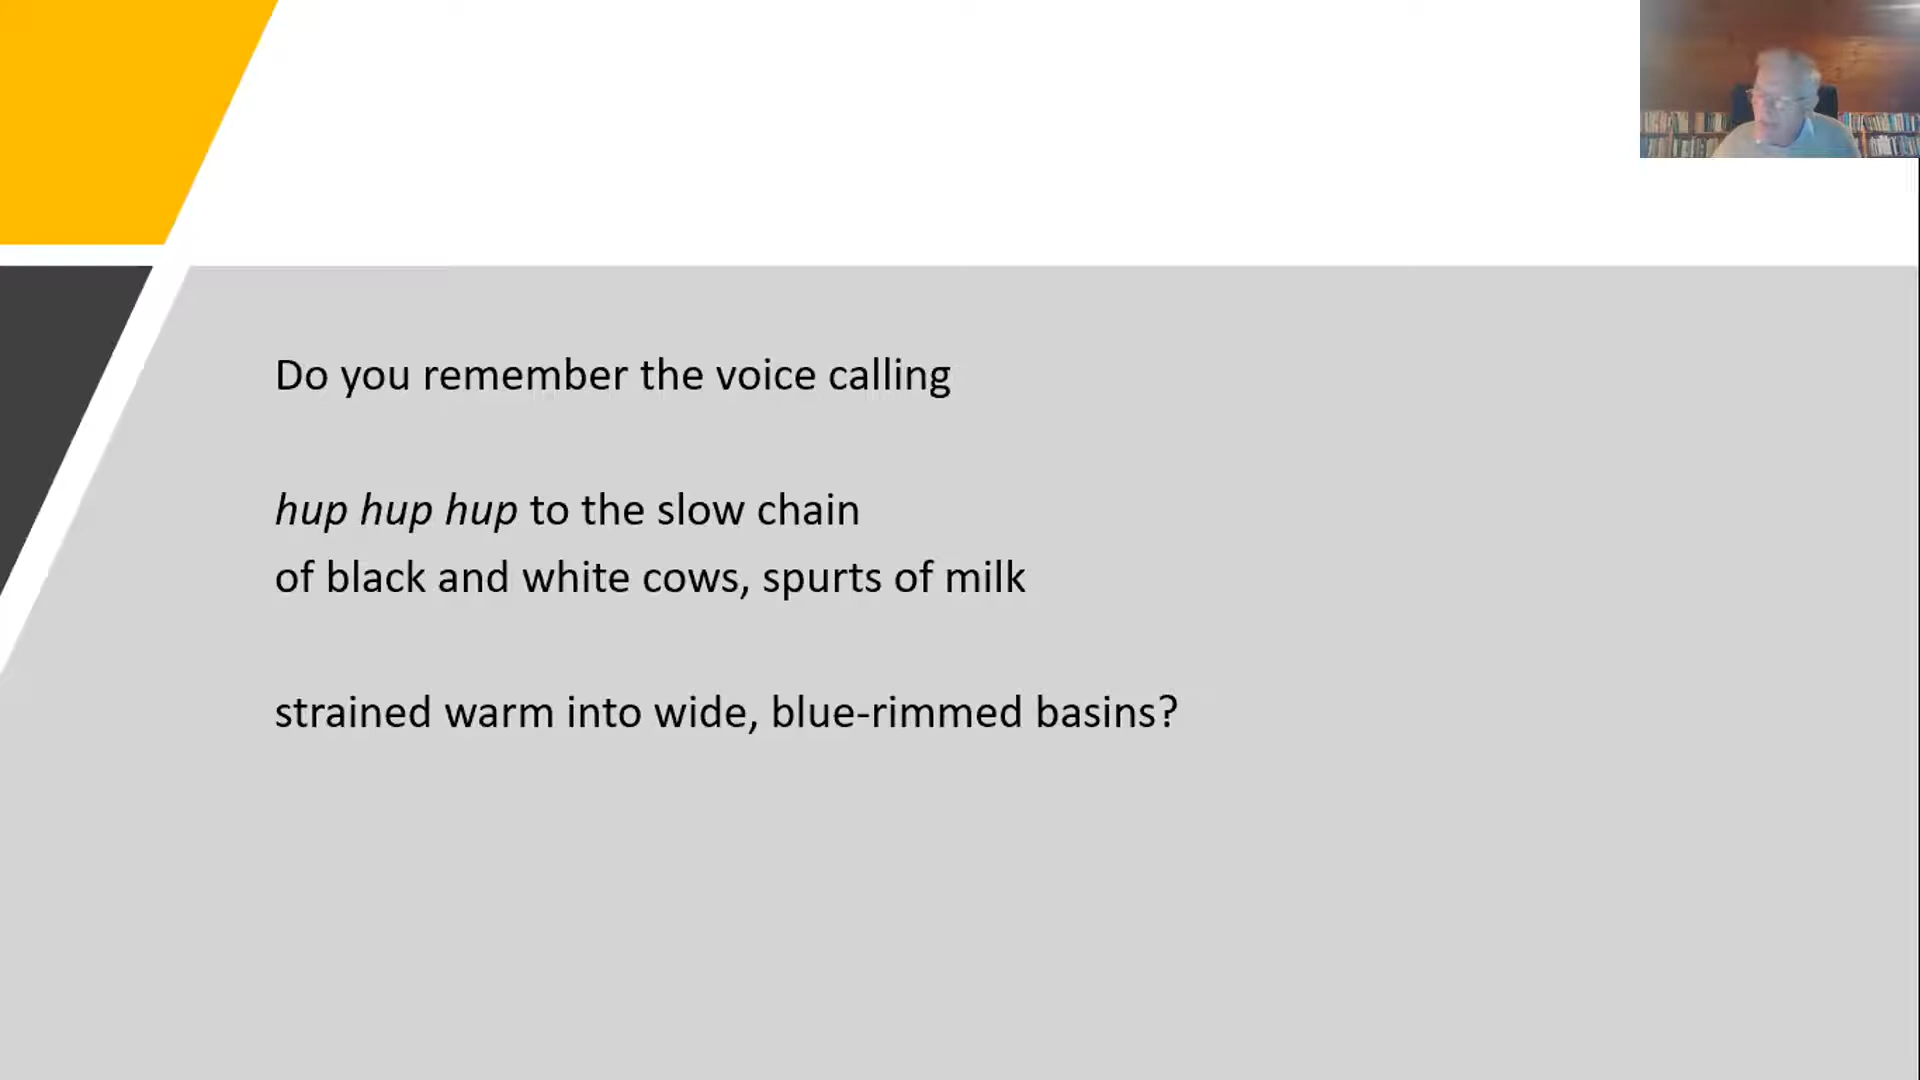 Do you remember the voice calling
hup hup hup to the slow chain
of black and white cows, spurts of milk
strained warm into wide, blue-rimmed basins?